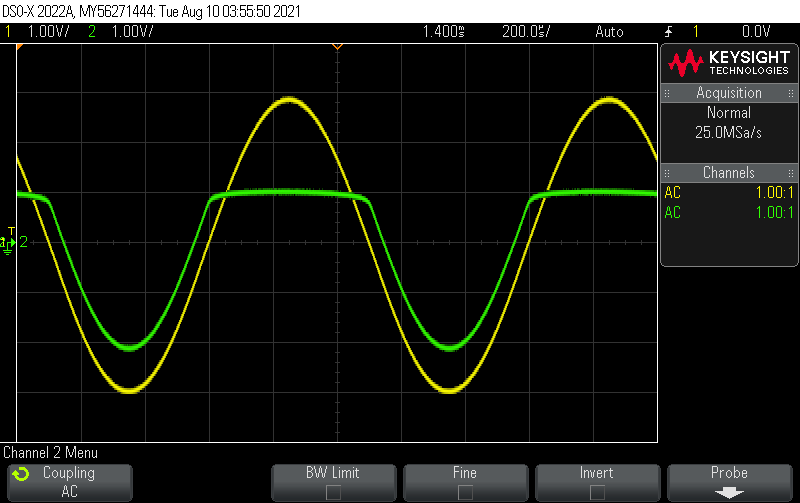 DSO-X 2022A, MY56271444: Tue Aug 10 03:55:50 2021
1 1.00V/ 2 1.00V/ 1.400ms 200.0s/ Auto 1 0.0V
KEYSIGHT
TECHNOLOGIES
Acquisition
Normal
25.0MSa/s
Channels
AC 1.00:1
AC 1.00:1
T
2
Channel 2 Menu
Coupling
AC
BW Limit
Fine
Invert
Probe